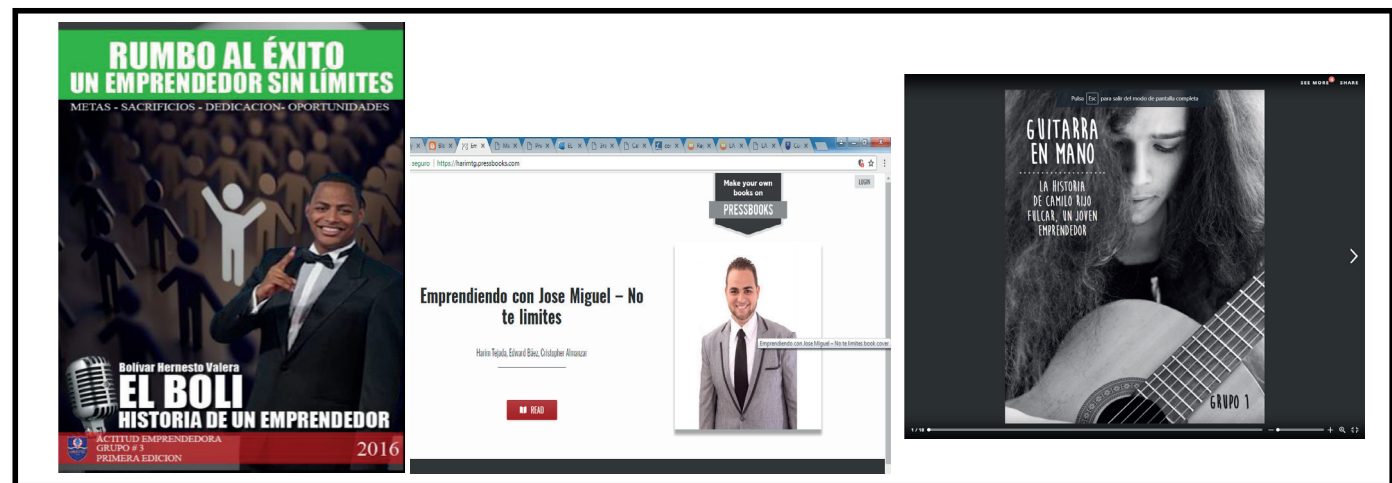 RUMBO AL ÉXITO
UN EMPRENDEDOR SIN LÍMITES
METAS - SACRIFICIOS - DEDICACION- OPORTUNIDADES
Bolívar Hernesto Valera
EL BOLI
HISTORIA DE UN EMPRENDEDOR
ACTITUD EMPRENDEDORA
GRUPO # 3
PRIMERA EDICION
2016
seguro | https://harimtg.pressbooks.com
LOGIN
Make your own
books on
PRESSBOOKS
Emprendiendo con Jose Miguel – No
te limites
Harim Tejada, Edward Báez, Cristopher Almonzar
READ
Emprendiendo con Jose Miguel – No te limites book cover
SEE MORE SHARE
Pulsa Esc para salir del modo de pantalla completa
GUITARRA
EN MANO
LA HISTORIA
DE CAMILO RIJO
FULCAR, UN JOVEN
EMPRENDEDOR
GRUPO 1
1 / 18